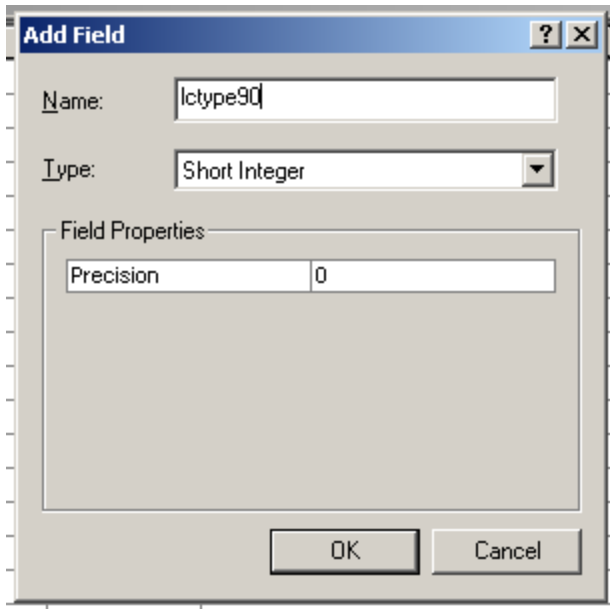 Add Field
Name: lctype90
Type: Short Integer
Field Properties
Precision 0
OK Cancel